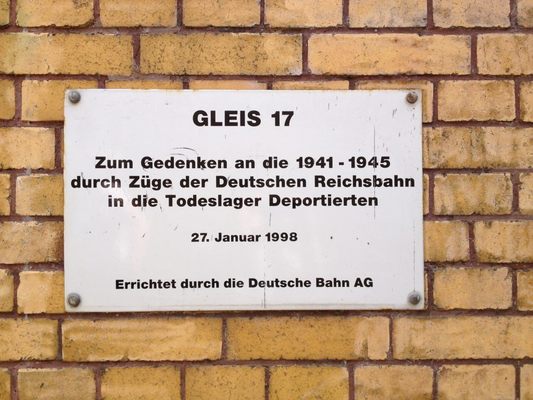 GLEIS 17
Zum Gedenken an die 1941 - 1945
durch Züge der Deutschen Reichsbahn
in die Todeslager Deportierten
27. Januar 1998
Errichtet durch die Deutsche Bahn AG